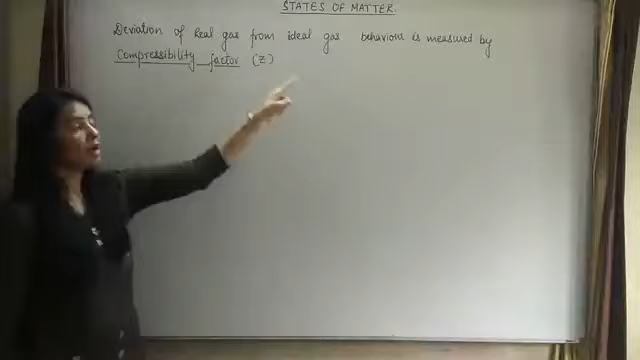 STATES OF MATTER.
Deviation of Real gas from ideal gas behaviour is measured by
Compressibility factor (Z)